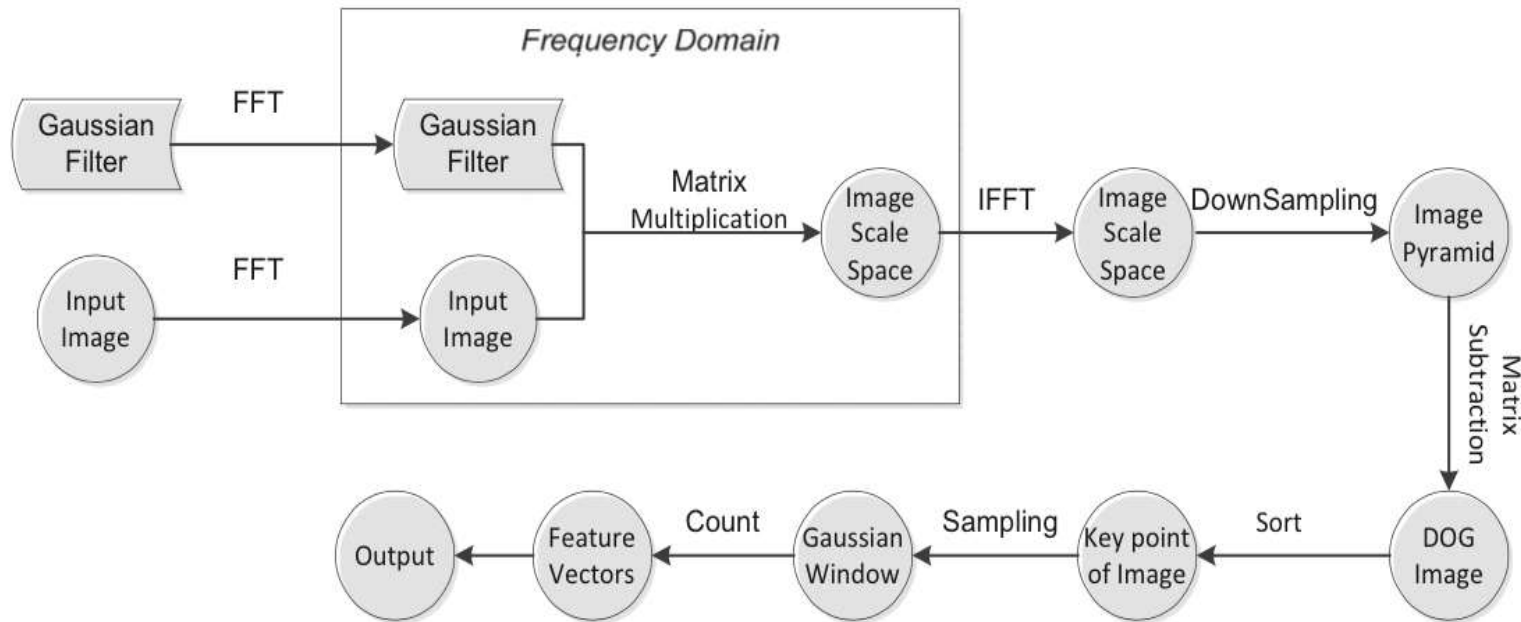 Frequency Domain
Gaussian
Filter
FFT
Gaussian
Filter
Input
Image
FFT
Input
Image
Matrix
Multiplication
Image
Scale
Space
IFFT
Image
Scale
Space
DownSampling
Image
Pyramid
Matrix
Subtraction
DOG
Image
Sort
Key point
of Image
Sampling
Gaussian
Window
Count
Feature
Vectors
Output